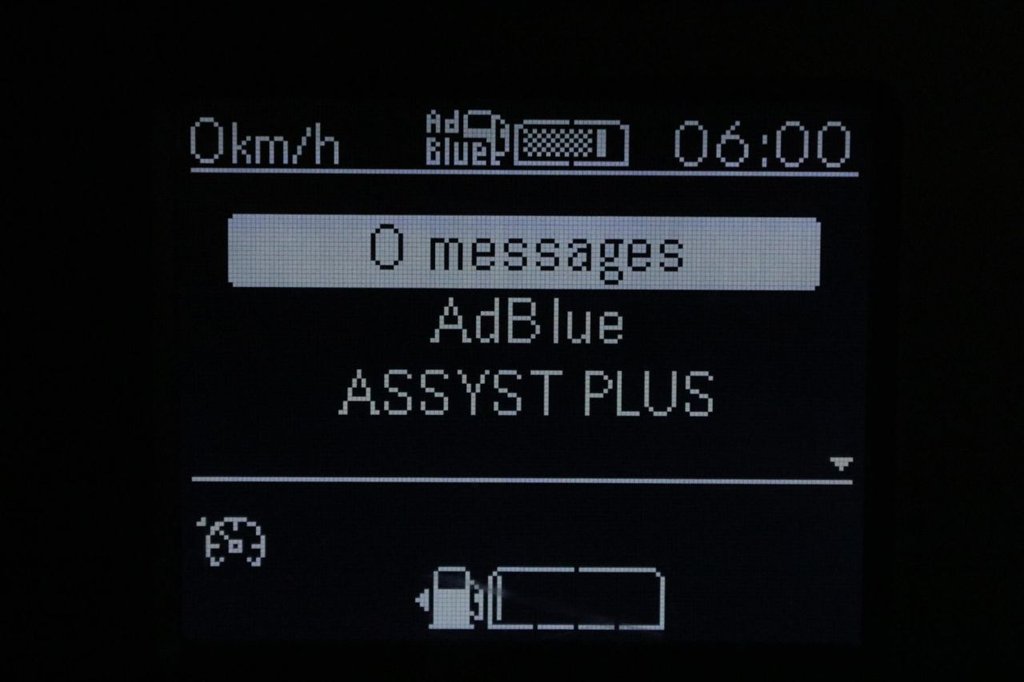 0km/h Ad Blue 06:00
0 messages
AdBlue
ASSYST PLUS